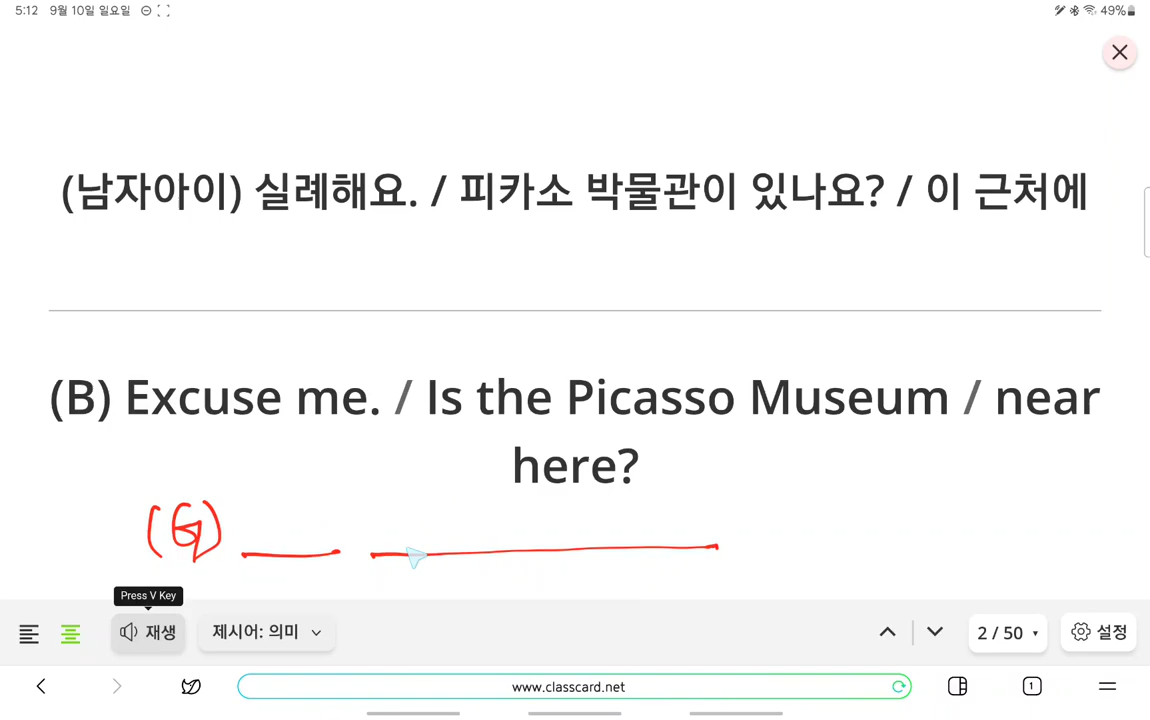 5:12 9월 10일 일요일 49%
(남자아이) 실례해요. / 피카소 박물관이 있나요? / 이 근처에
(B) Excuse me. / Is the Picasso Museum / near
here?
(G)
Press V Key
재생 제시어: 의미 2 / 50 설정
www.classcard.net 1